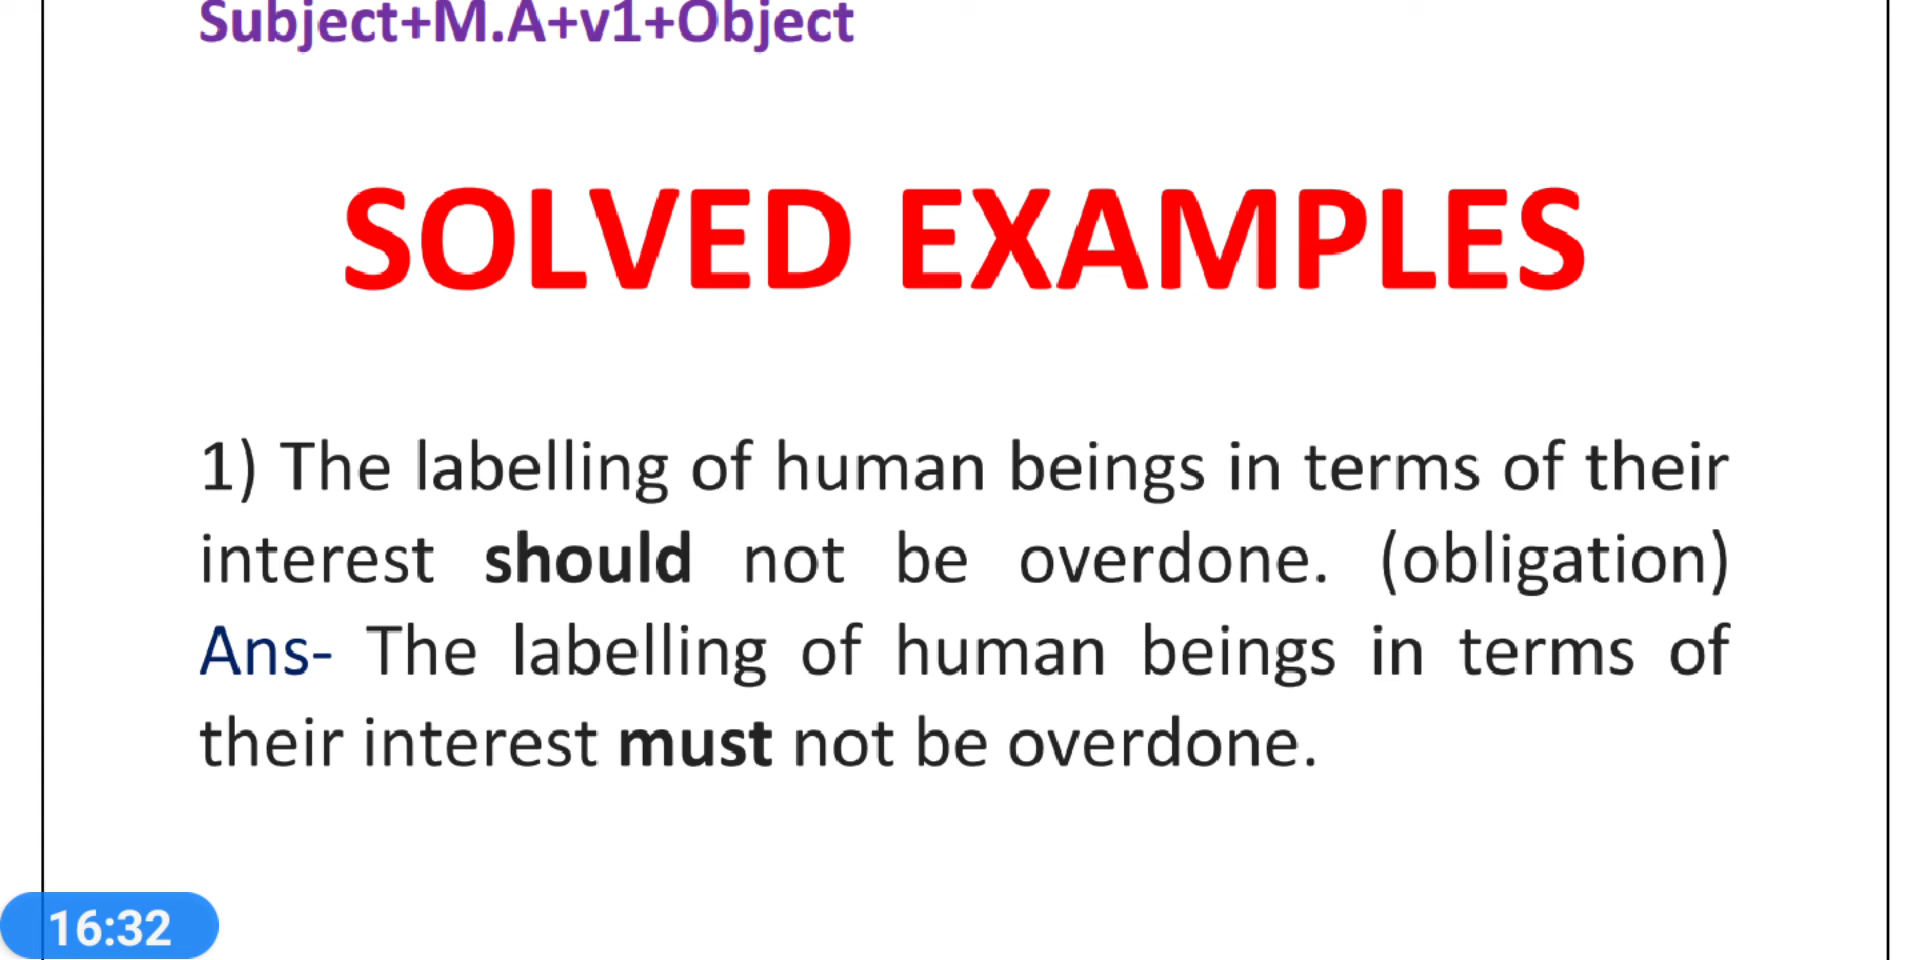 Subject+M.A+v1+Object
SOLVED EXAMPLES
1) The labelling of human beings in terms of their
interest should not be overdone. (obligation)
Ans- The labelling of human beings in terms of
their interest must not be overdone.
16:32